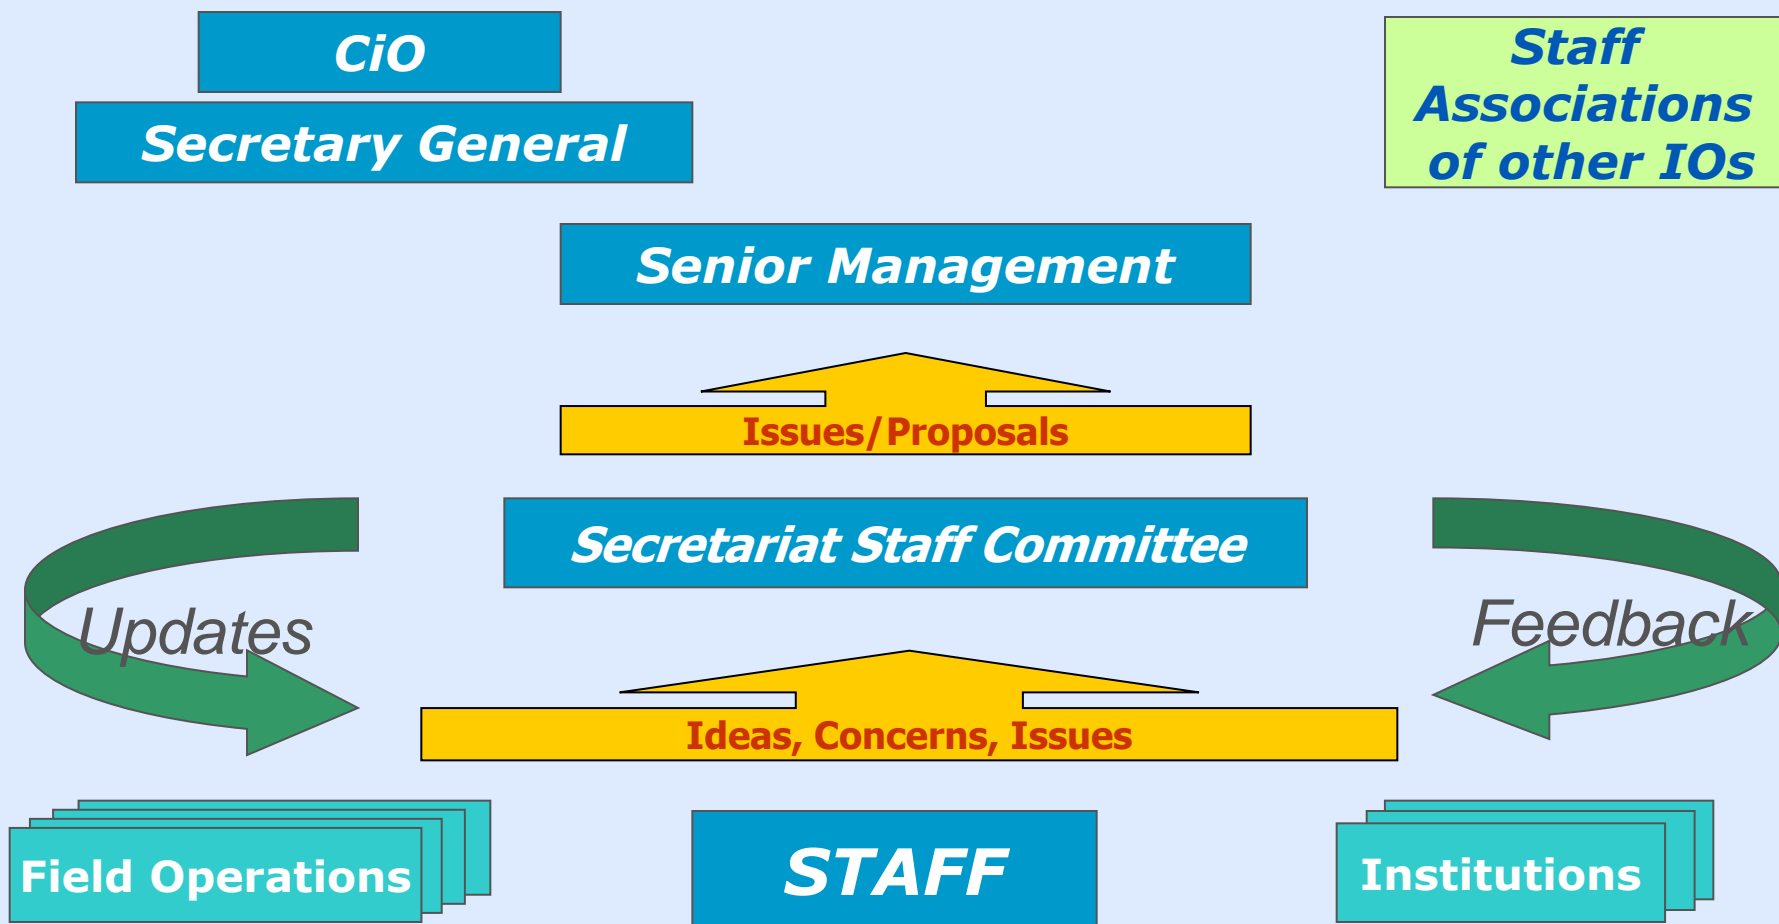 CiO
Secretary General
Staff
Associations
of other IOs
Senior Management
Issues/Proposals
Secretariat Staff Committee
Updates
Feedback
Ideas, Concerns, Issues
Field Operations
STAFF
Institutions